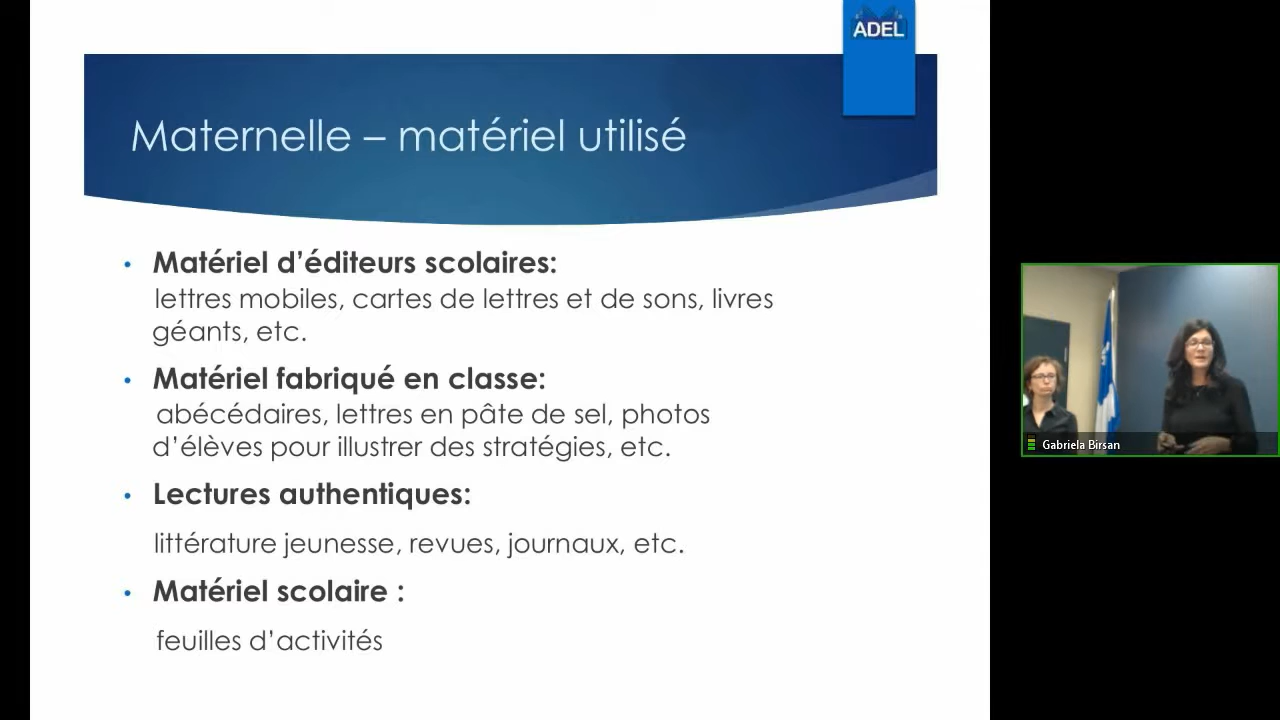 ADEL
Maternelle – matériel utilisé
• Matériel d’éditeurs scolaires:
lettres mobiles, cartes de lettres et de sons, livres
géants, etc.
• Matériel fabriqué en classe:
abécédaires, lettres en pâte de sel, photos
d’élèves pour illustrer des stratégies, etc.
• Lectures authentiques:
littérature jeunesse, revues, journaux, etc.
• Matériel scolaire :
feuilles d’activités
Gabriela Birsan